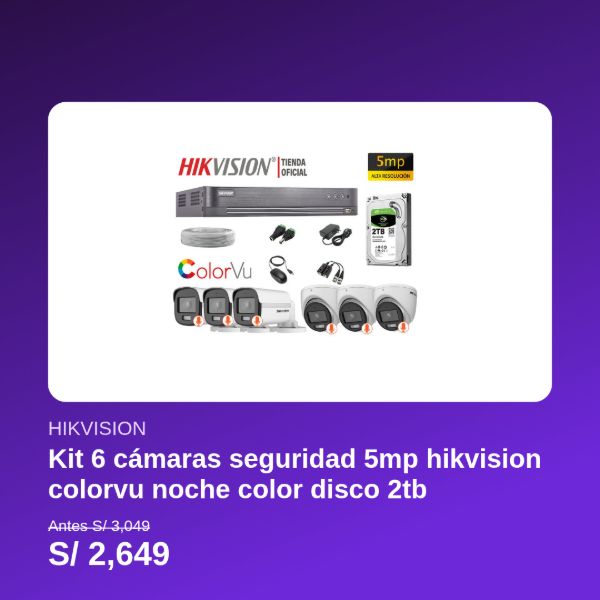 HIKVISION® TIENDA
OFICIAL
5mp
ALTA RESOLUCIÓN
2TB
ColorVu
HIKVISION
Kit 6 cámaras seguridad 5mp hikvision
colorvu noche color disco 2tb
Antes S/ 3,049
S/ 2,649